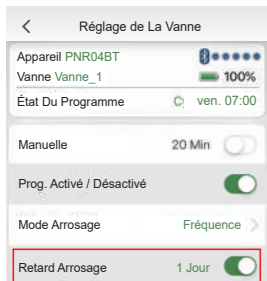 Réglage de La Vanne
Appareil PNR04BT
Vanne Vanne_1 100%
État Du Programme ven. 07:00
Manuelle 20 Min
Prog. Activé / Désactivé
Mode Arrosage Fréquence
Retard Arrosage 1 Jour